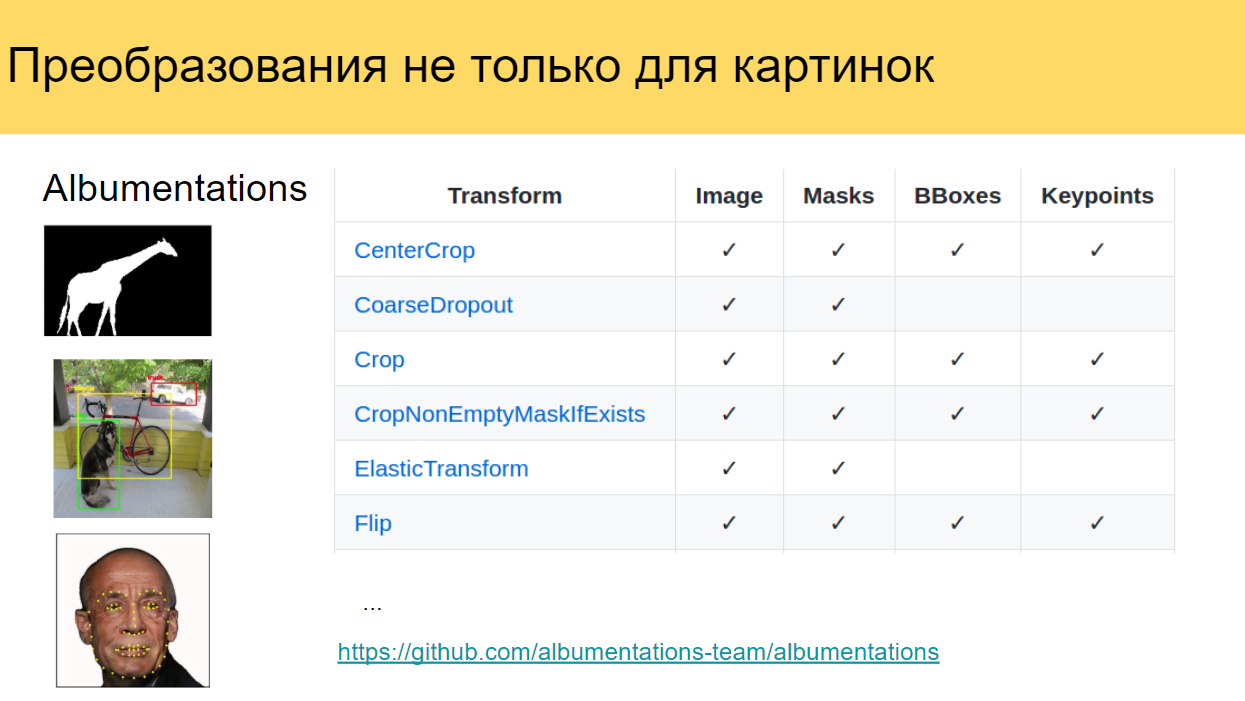 Преобразования не только для картинок
Albumentations
Transform Image Masks BBoxes Keypoints
CenterCrop ✓ ✓ ✓ ✓
CoarseDropout ✓ ✓
Crop ✓ ✓ ✓ ✓
CropNonEmptyMaskIfExists ✓ ✓ ✓ ✓
ElasticTransform ✓ ✓
Flip ✓ ✓ ✓ ✓
...
https://github.com/albumentations-team/albumentations